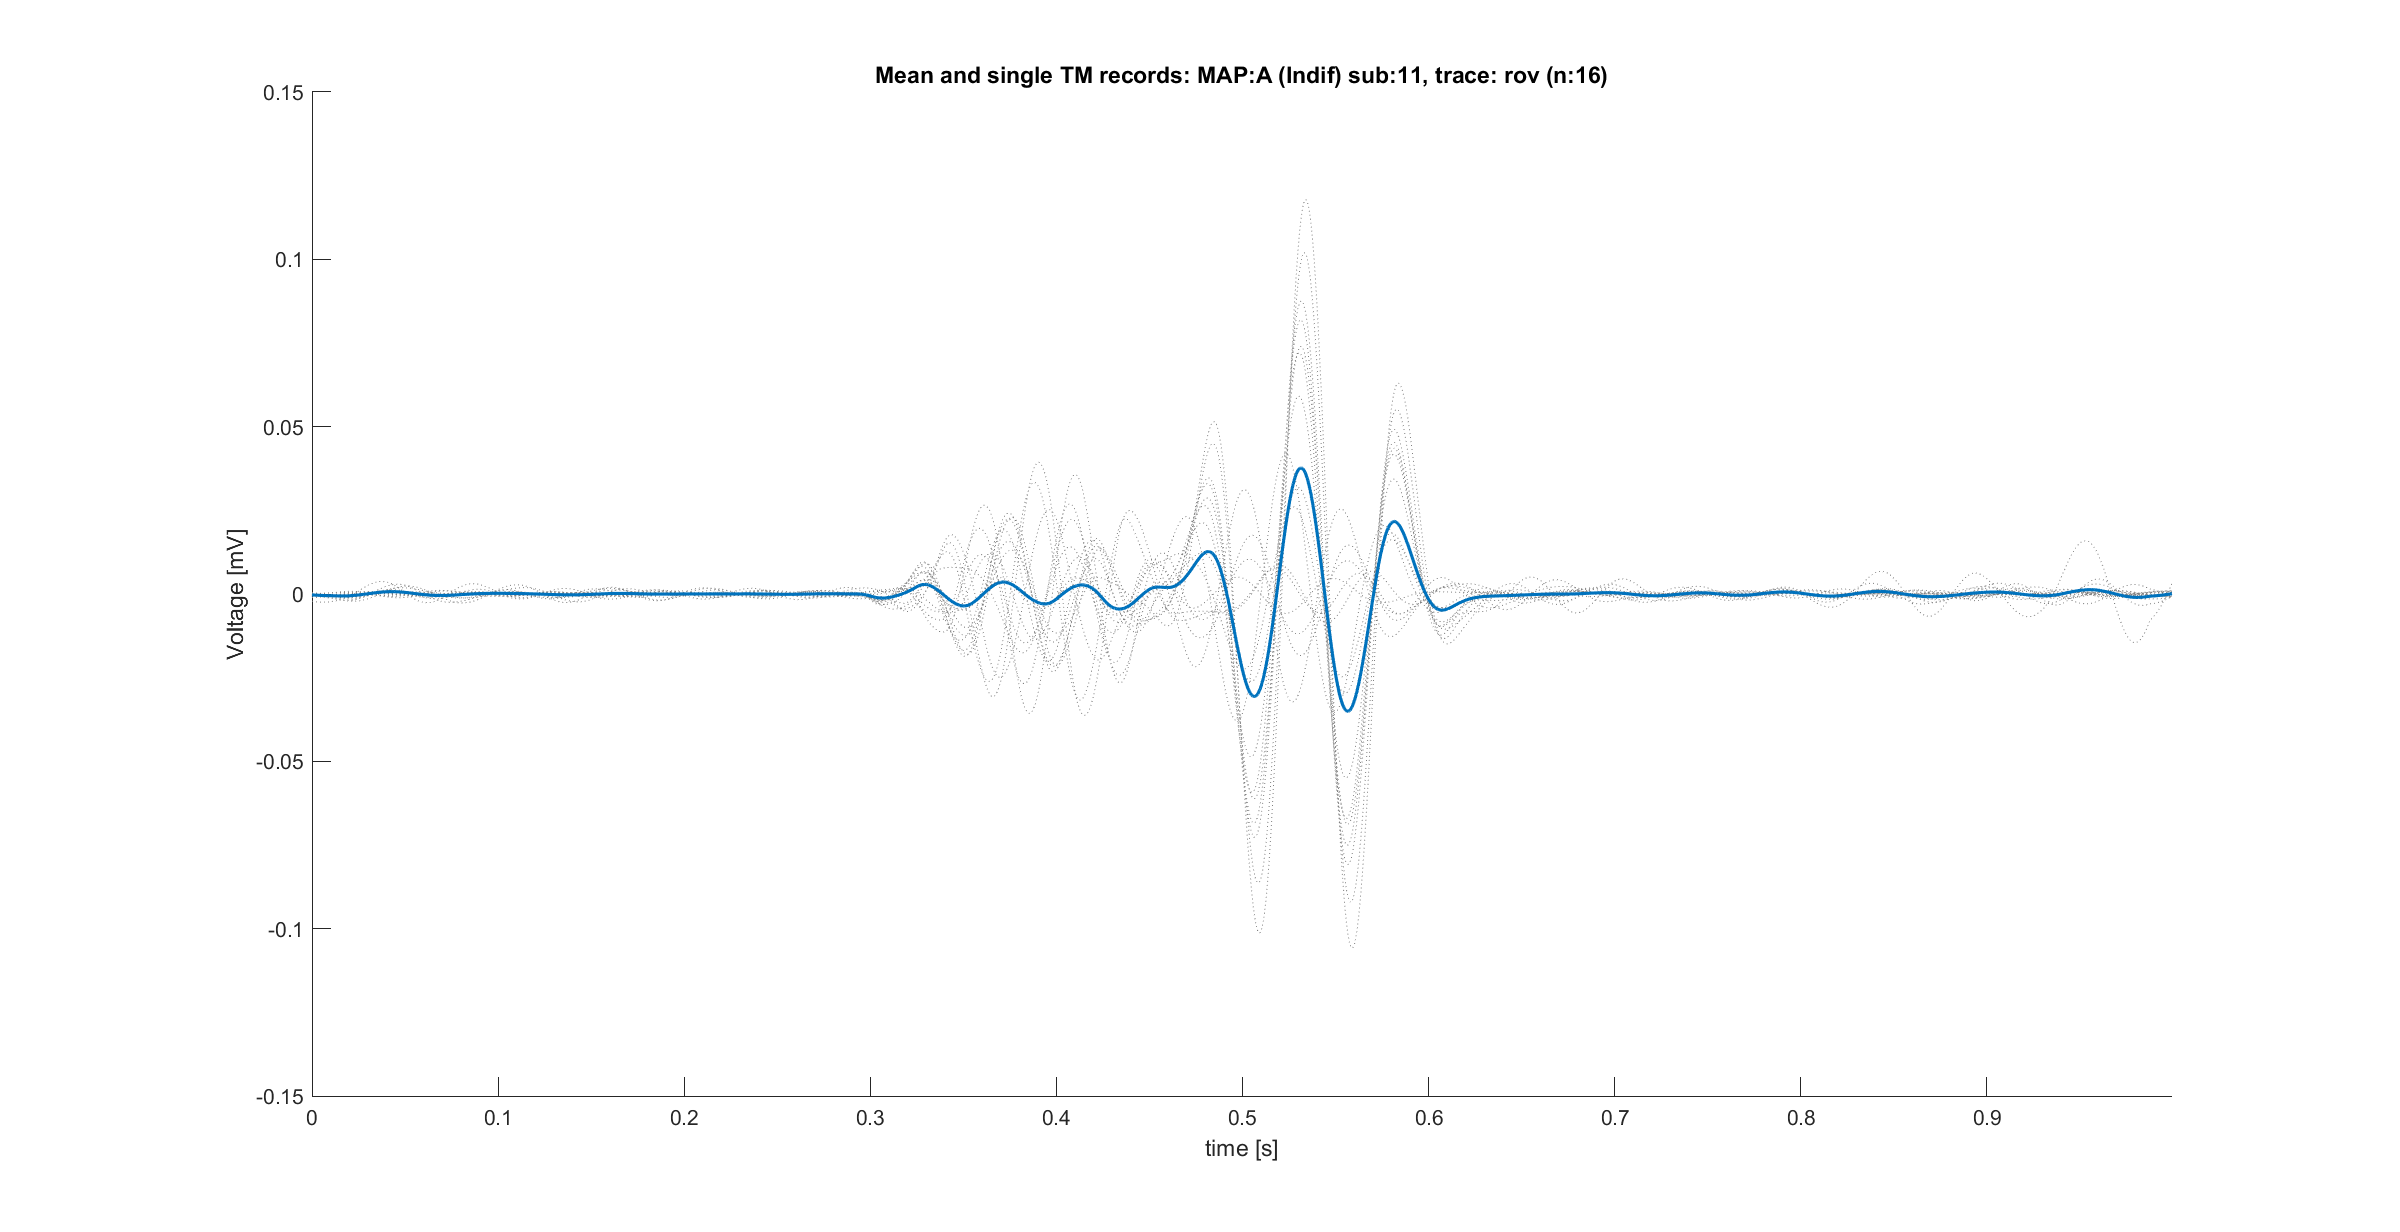 Mean and single TM records: MAP:A (Indif) sub:11, trace: rov (n:16)
0.15
0.1
0.05
0
-0.05
-0.1
-0.15
Voltage [mV]
0 0.1 0.2 0.3 0.4 0.5 0.6 0.7 0.8 0.9
time [s]